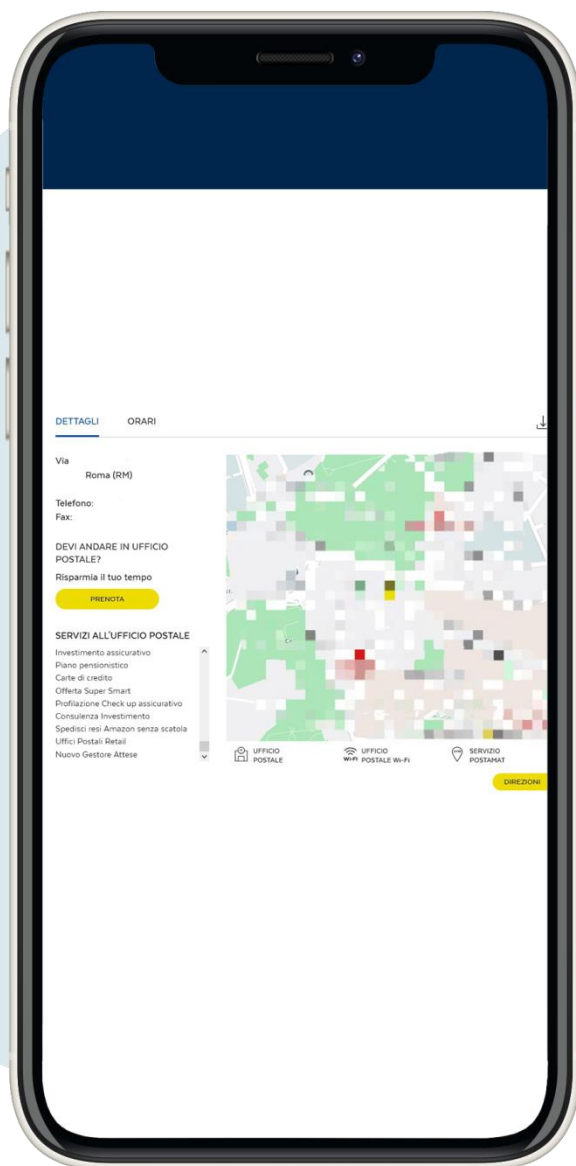 DETTAGLI ORARI
Via
Roma (RM)
Telefono:
Fax:
DEVI ANDARE IN UFFICIO
POSTALE?
Risparmia il tuo tempo
PRENOTA
SERVIZI ALL'UFFICIO POSTALE
Investimento assicurativo
Piano pensionistico
Carte di credito
Offerta Super Smart
Profilazione Check up assicurativo
Consulenza Investimento
Spedisci resi Amazon senza scatola
Uffici Postali Retail
Nuovo Gestore Attese
UFFICIO
POSTALE
Wi-Fi
UFFICIO
POSTALE Wi-Fi
SERVIZIO
POSTAMAT
DIREZIONI